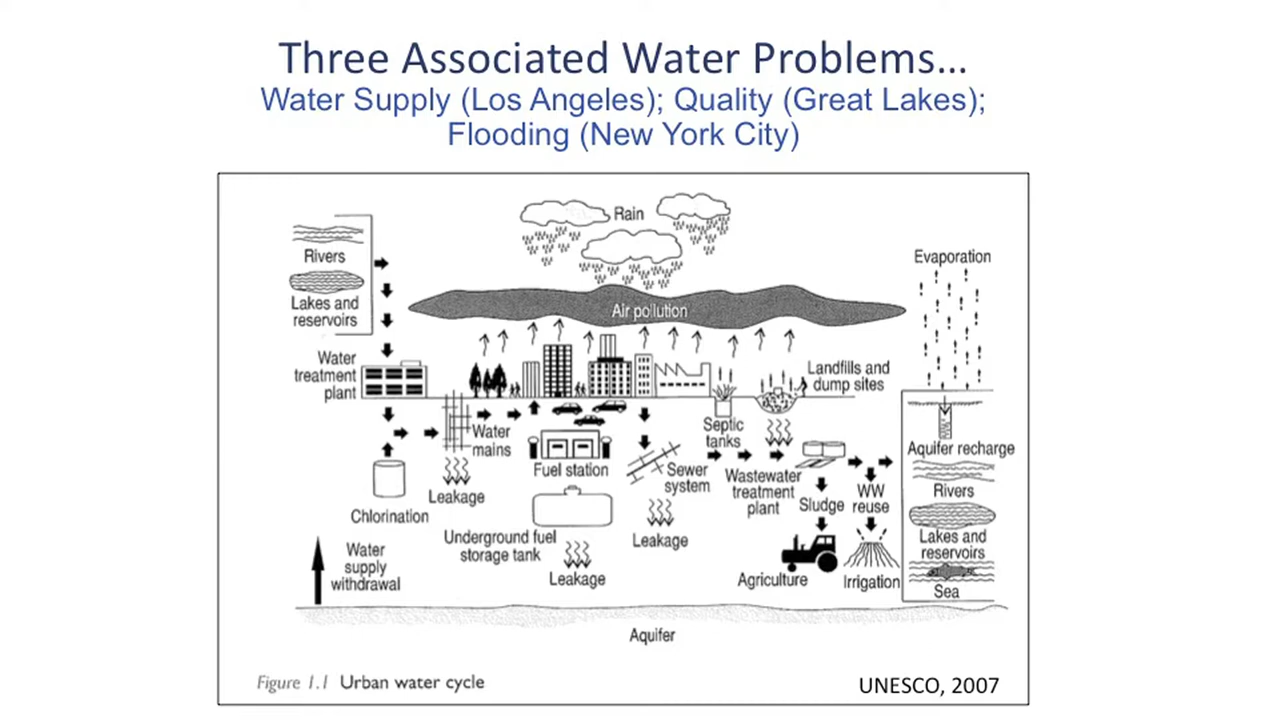 Three Associated Water Problems...
Water Supply (Los Angeles); Quality (Great Lakes);
Flooding (New York City)
Rain
Rivers
Lakes and
reservoirs
Evaporation
Air pollution
Water
treatment
plant
Landfills and
dump sites
Water
mains
Septic
tanks
Aquifer recharge
Fuel station
Sewer
system
Wastewater
treatment
plant
Sludge
WW
reuse
Rivers
Leakage
Chlorination
Underground fuel
storage tank
Leakage
Lakes and
reservoirs
Water
supply
withdrawal
Leakage
Agriculture
Irrigation
Sea
Aquifer
Figure 1.1 Urban water cycle
UNESCO, 2007